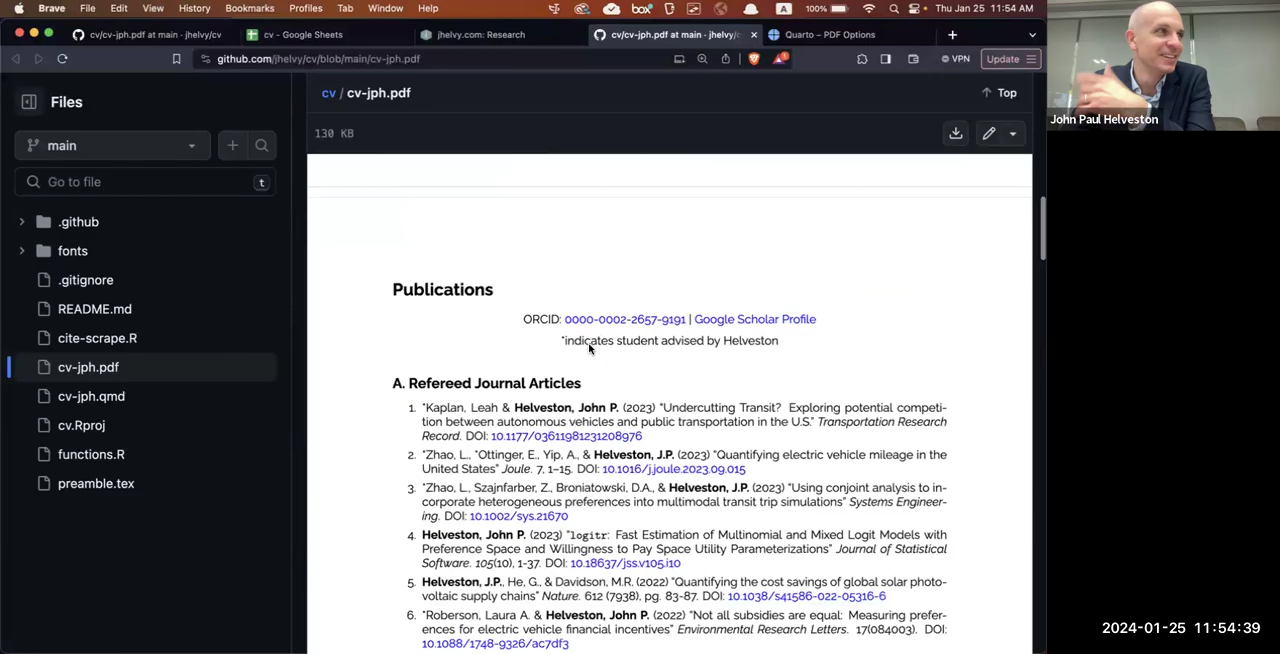 Brave File Edit View History Bookmarks Profiles Tab Window Help
box A 100% Thu Jan 25 11:54 AM
cv/cv-jph.pdf at main · jhelvy/cv
cv - Google Sheets
jhelvy.com: Research
cv/cv-jph.pdf at main · jhelvy/c
Quarto – PDF Options
github.com/jhelvy/cv/blob/main/cv-jph.pdf
VPN
Update
Files
main
Go to file
t
.github
fonts
.gitignore
README.md
cite-scrape.R
cv-jph.pdf
cv-jph.qmd
cv.Rproj
functions.R
preamble.tex
cv / cv-jph.pdf
Top
130 KB
Publications
ORCID: 0000-0002-2657-9191 | Google Scholar Profile
*indicates student advised by Helveston
A. Refereed Journal Articles
1. *Kaplan, Leah & Helveston, John P. (2023) “Undercutting Transit? Exploring potential competi-
tion between autonomous vehicles and public transportation in the U.S.” Transportation Research
Record. DOI: 10.1177/03611981231208976
2. *Zhao, L., *Ottinger, E., Yip, A., & Helveston, J.P. (2023) “Quantifying electric vehicle mileage in the
United States” Joule. 7, 1–15. DOI: 10.1016/j.joule.2023.09.015
3. *Zhao, L., Szajnfarber, Z., Broniatowski, D.A., & Helveston, J.P. (2023) “Using conjoint analysis to in-
corporate heterogeneous preferences into multimodal transit trip simulations” Systems Engineer-
ing. DOI: 10.1002/sys.21670
4. Helveston, John P. (2023) “logitr: Fast Estimation of Multinomial and Mixed Logit Models with
Preference Space and Willingness to Pay Space Utility Parameterizations” Journal of Statistical
Software. 105(10), 1-37. DOI: 10.18637/jss.v105.i10
5. Helveston, J.P., He, G., & Davidson, M.R. (2022) “Quantifying the cost savings of global solar photo-
voltaic supply chains” Nature. 612 (7938), pg. 83-87. DOI: 10.1038/s41586-022-05316-6
6. *Roberson, Laura A. & Helveston, John P. (2022) “Not all subsidies are equal: Measuring prefer-
ences for electric vehicle financial incentives” Environmental Research Letters. 17(084003). DOI:
10.1088/1748-9326/ac7df3
John Paul Helveston
2024-01-25 11:54:39